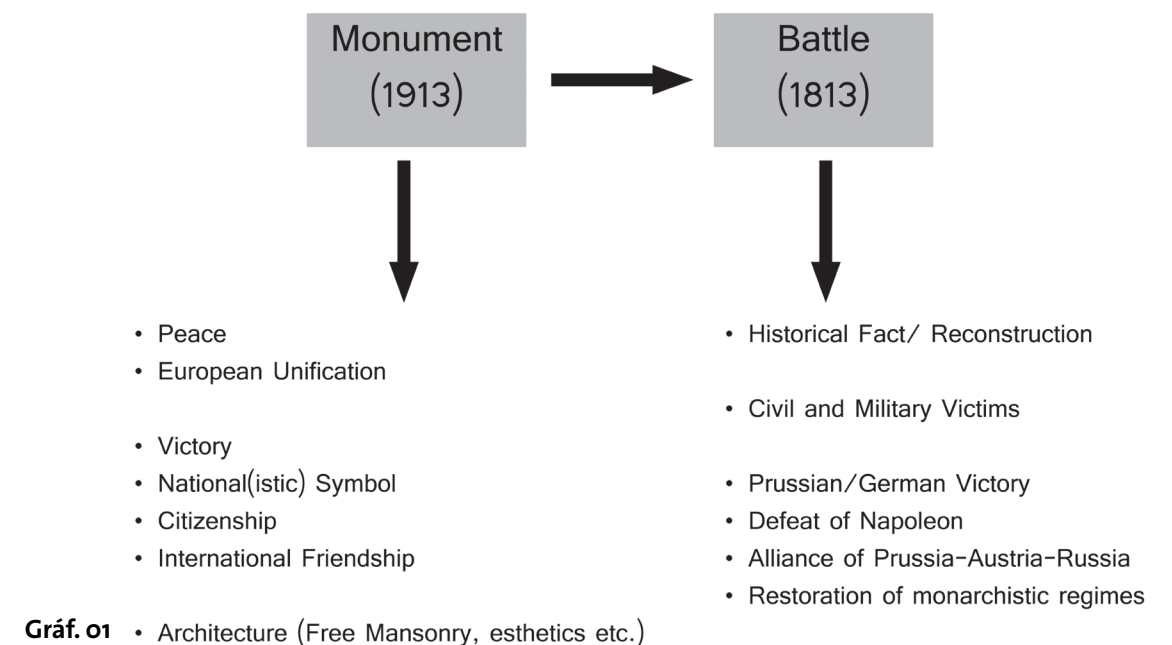 Monument
(1913)
Battle
(1813)
• Peace
• European Unification
• Victory
• National(istic) Symbol
• Citizenship
• International Friendship
• Architecture (Free Mansonry, esthetics etc.)
• Historical Fact/ Reconstruction
• Civil and Military Victims
• Prussian/German Victory
• Defeat of Napoleon
• Alliance of Prussia-Austria-Russia
• Restoration of monarchistic regimes
Gráf. 01